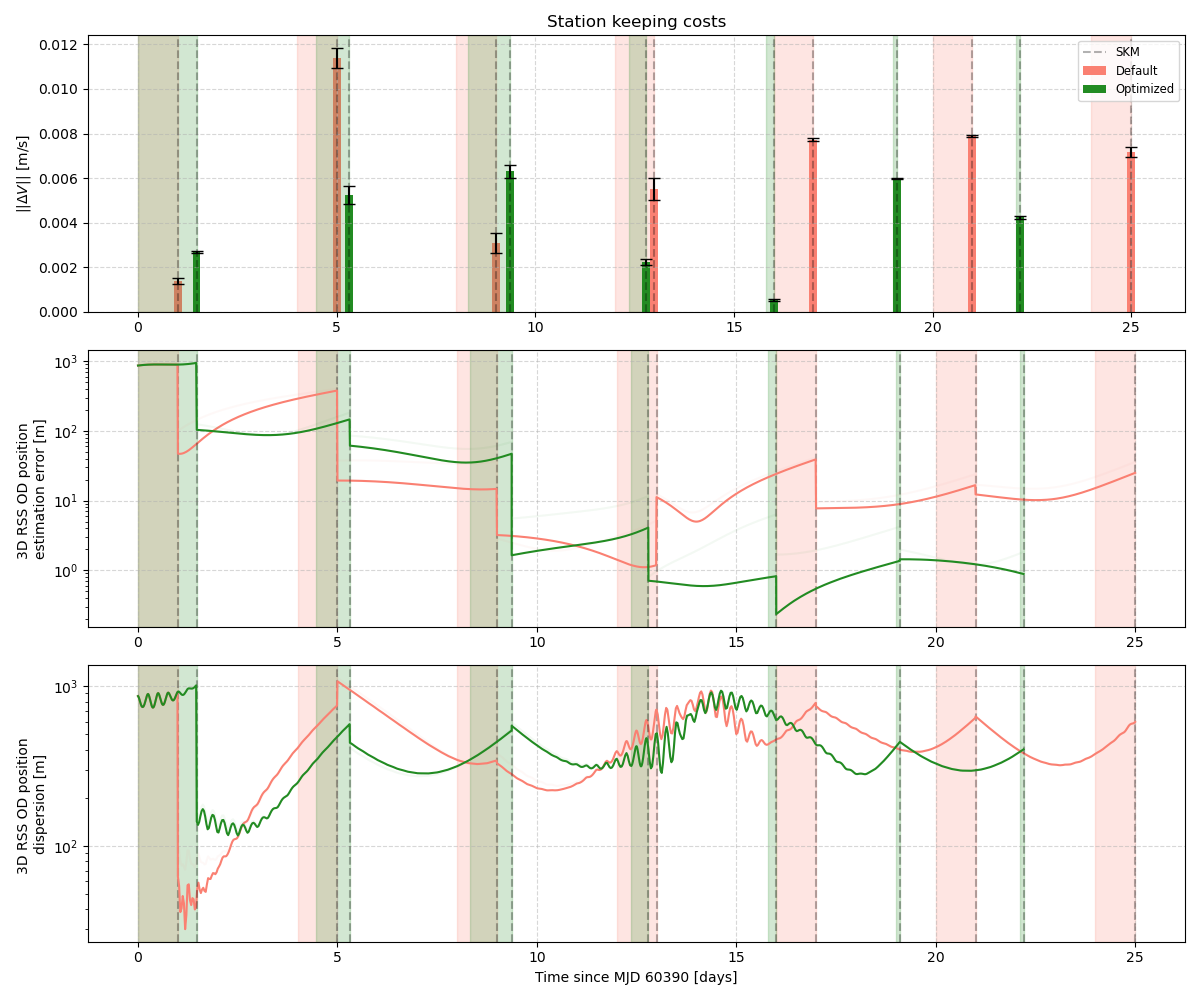 Station keeping costs
||ΔV|| [m/s]
0.012
0.010
0.008
0.006
0.004
0.002
0.000
SKM
Default
Optimized
0 5 10 15 20 25
3D RSS OD position
estimation error [m]
10³
10²
10¹
10⁰
0 5 10 15 20 25
3D RSS OD position
dispersion [m]
10³
10²
0 5 10 15 20 25
Time since MJD 60390 [days]